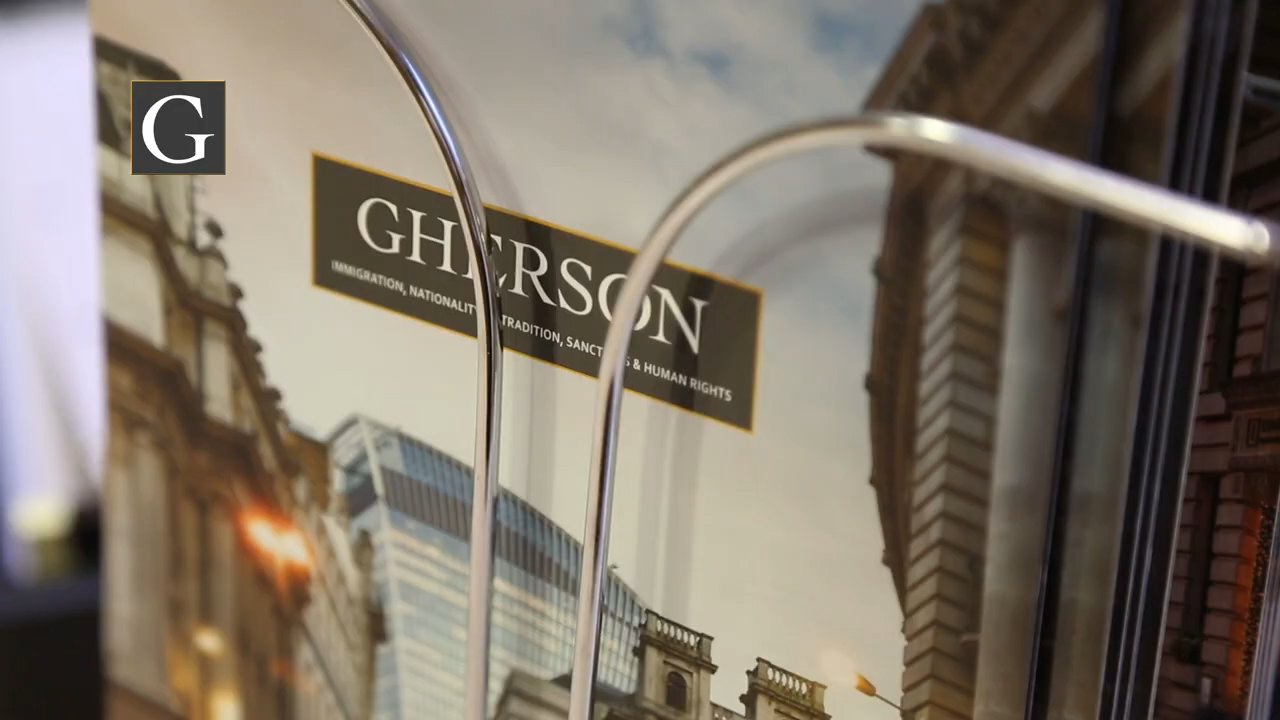 G
GHERSON
IMMIGRATION, NATIONALITY, EXTRADITION, SANCTIONS & HUMAN RIGHTS